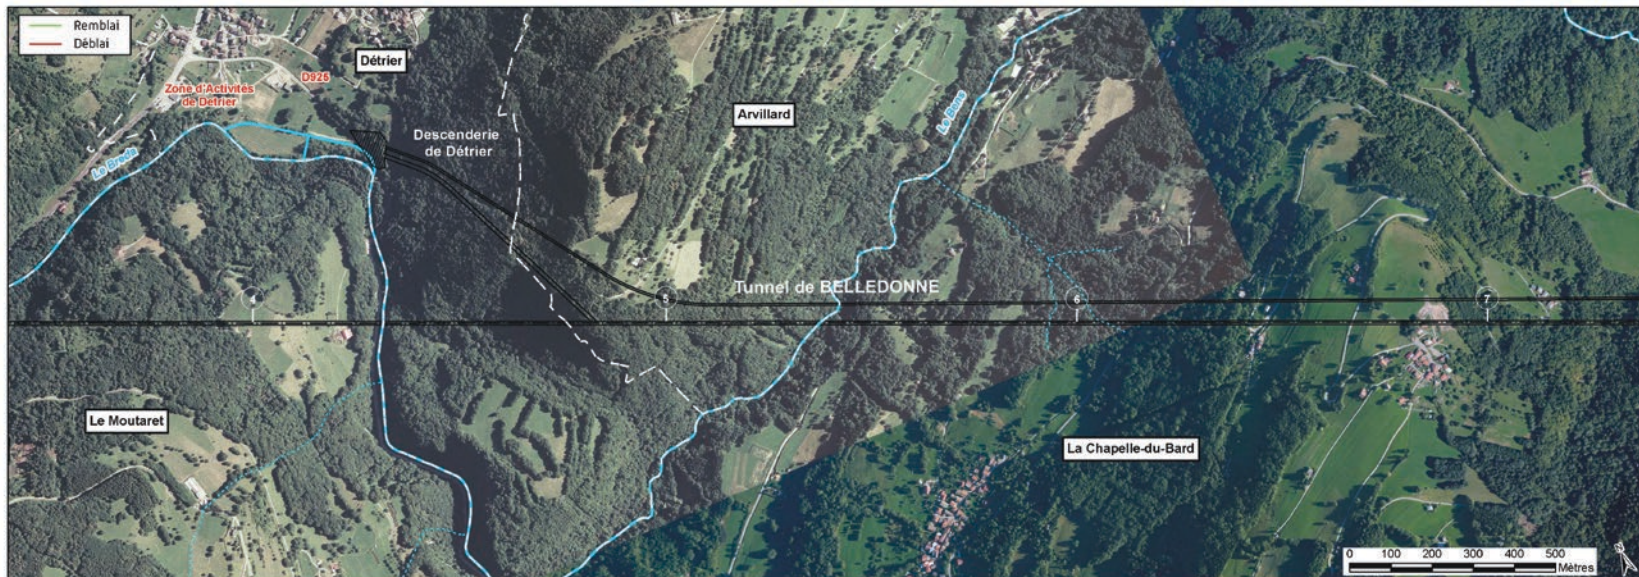 Remblai
Déblai
Détrier
D925
Zone d'Activités
de Détrier
Le Breda
Descenderie
de Détrier
Arvillard
Le Bens
Tunnel de BELLEDONNE
4
5
6
7
Le Moutaret
La Chapelle-du-Bard
0 100 200 300 400 500
Mètres
N